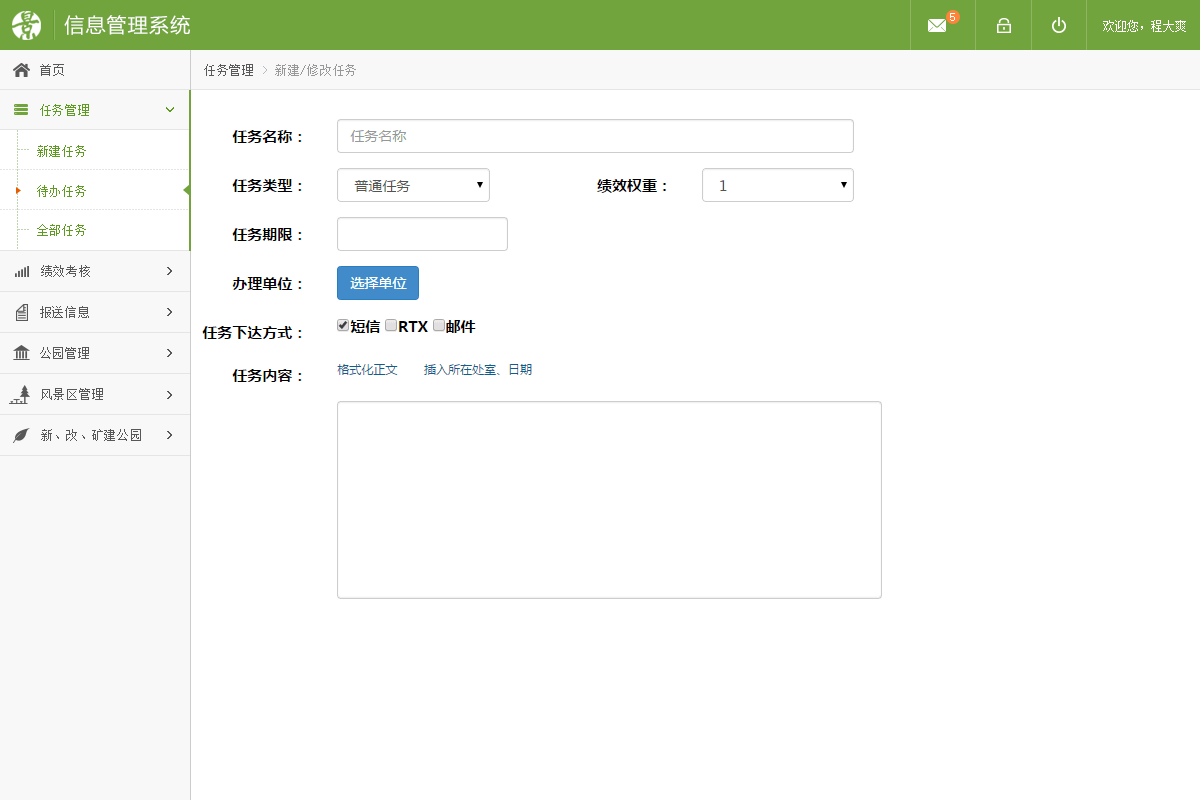 景 信息管理系统 5 欢迎您，程大爽
首页
任务管理
新建任务
待办任务
全部任务
绩效考核
报送信息
公园管理
风景区管理
新、改、矿建公园
任务管理 > 新建/修改任务
任务名称： 任务名称
任务类型： 普通任务 绩效权重： 1
任务期限：
办理单位： 选择单位
任务下达方式： 短信 RTX 邮件
任务内容： 格式化正文 插入所在处室、日期